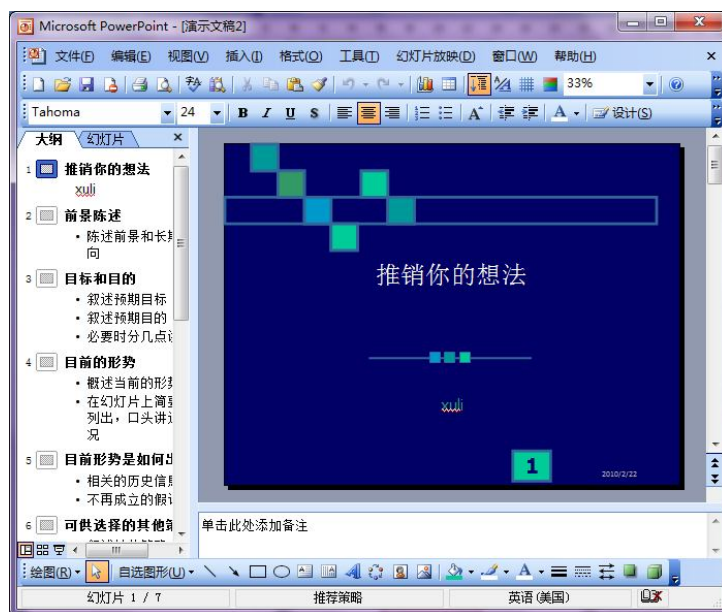 Microsoft PowerPoint - [演示文稿2]
文件(F) 编辑(E) 视图(V) 插入(I) 格式(O) 工具(T) 幻灯片放映(D) 窗口(W) 帮助(H)
33%
Tahoma 24 B I U S A A 设计(S)
大纲 幻灯片
1 推销你的想法
xuli
2 前景陈述
• 陈述前景和长期
向
3 目标和目的
• 叙述预期目标
• 叙述预期目的
• 必要时分几点
4 目前的形势
• 概述当前的形
• 在幻灯片上简
列出，口头讲
况
5 目前形势是如何
• 相关的历史信
• 不再成立的假
6 可供选择的其他
推销你的想法
xuli
1
2010/2/22
单击此处添加备注
绘图(R) 自选图形(U) A
幻灯片 1 / 7 推荐策略 英语(美国)